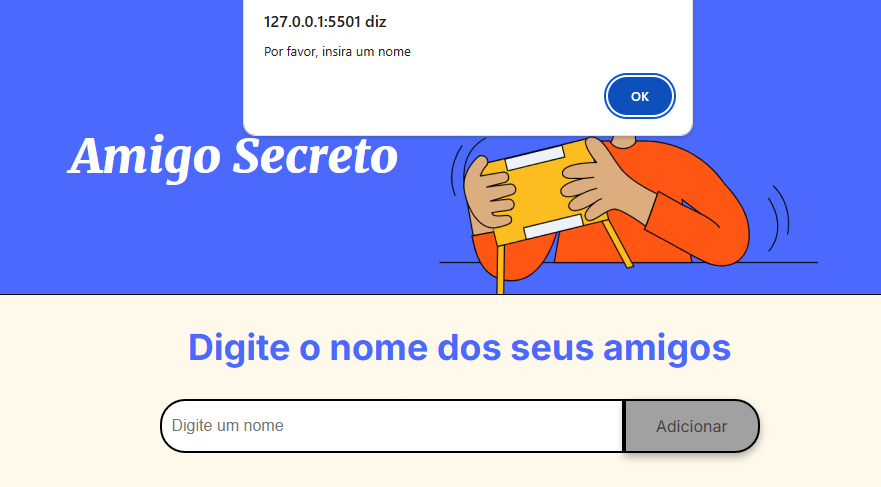 127.0.0.1:5501 diz
Por favor, insira um nome
OK
Amigo Secreto
Digite o nome dos seus amigos
Digite um nome
Adicionar